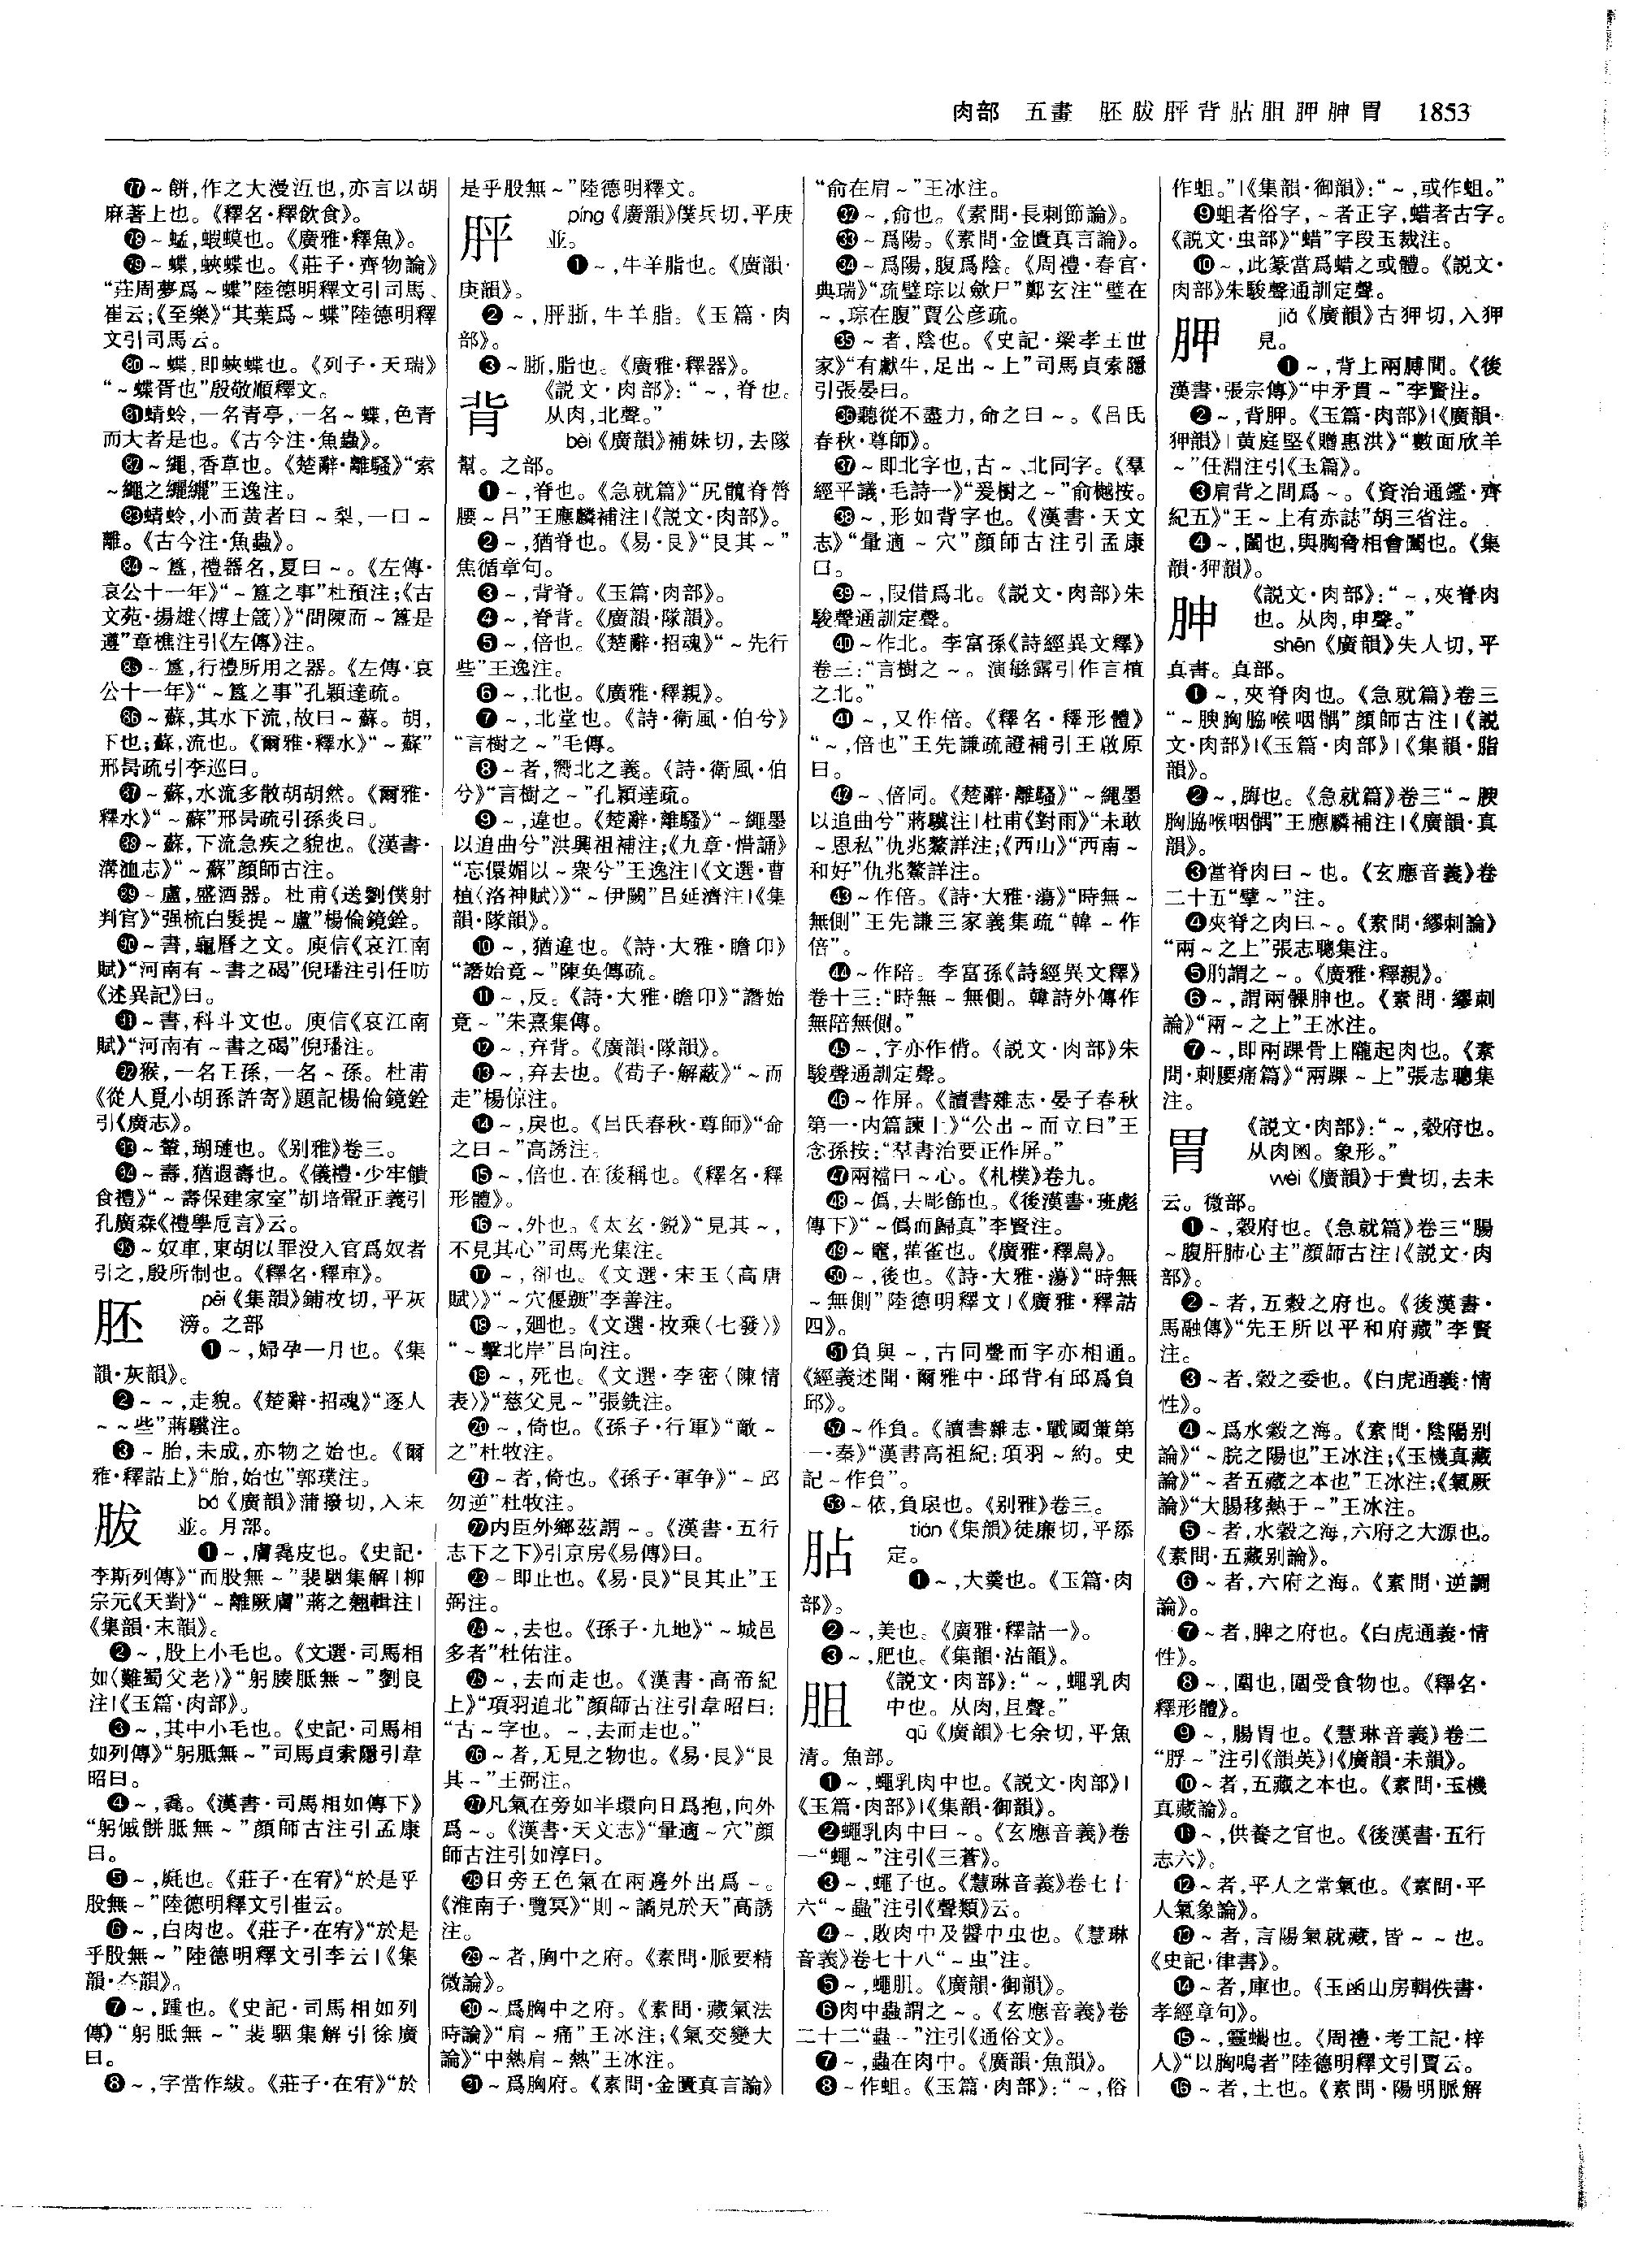 肉部 五畫 胚胈胓背胋胆胛胂胃 1853
㊆～餅,作之大漫沍也,亦言以胡
麻著上也。《釋名·釋飲食》。
～蜢,蝦蟆也。《廣雅·釋魚》。
～蝶,蛺蝶也。《莊子·齊物論》
“莊周夢爲～蝶”陸德明釋文引司馬、
崔云;《至樂》“其葉爲～蝶”陸德明釋
文引司馬云。
～蝶,即蛺蝶也。《列子·天瑞》
“～蝶胥也”殷敬順釋文。
蜻蛉,一名青亭,一名～蝶,色青
而大者是也。《古今注·魚蟲》。
～繩,香草也。《楚辭·離騷》“索
～繩之纚纚”王逸注。
蜻蛉,小而黄者曰～梨,一曰～
離。《古今注·魚蟲》。
～簋,禮器名,夏曰～。《左傳·
哀公十一年》“～簋之事”杜預注;《古
文苑·揚雄〈博士箴〉》“問陳而～簋是
遵”章樵注引《左傳》注。
～簋,行禮所用之器。《左傳·哀
公十一年》“～簋之事”孔穎達疏。
～蘇,其水下流,故曰～蘇。胡,
下也;蘇,流也。《爾雅·釋水》“～蘇”
邢昺疏引李巡曰。
～蘇,水流多散胡胡然。《爾雅·
釋水》“～蘇”邢昺疏引孫炎曰。
～蘇,下流急疾之貌也。《漢書·
溝洫志》“～蘇”顔師古注。
～盧,盛酒器。杜甫《送劉僕射
判官》“强梳白髮提～盧”楊倫鏡銓。
～書,龜曆之文。庾信《哀江南
賦》“河南有～書之碣”倪璠注引任昉
《述異記》曰。
～書,科斗文也。庾信《哀江南
賦》“河南有～書之碣”倪璠注。
猴,一名王孫,一名～孫。杜甫
《從人覓小胡孫許寄》題記楊倫鏡銓
引《廣志》。
～輦,瑚璉也。《别雅》卷三。
～壽,猶遐壽也。《儀禮·少牢饋
食禮》“～壽保建家室”胡培翬正義引
孔廣森《禮學卮言》云。
～奴車,東胡以罪没入官爲奴者
引之,殷所制也。《釋名·釋車》。
胚 pēi《集韻》鋪枚切,平灰
滂。之部
❶～,婦孕一月也。《集
韻·灰韻》。
❷～～,走貌。《楚辭·招魂》“逐人
～～些”蔣驥注。
❸～胎,未成,亦物之始也。《爾
雅·釋詁上》“胎,始也”郭璞注。
胈 bó《廣韻》蒲撥切,入末
並。月部。
❶～,膚毳皮也。《史記·
李斯列傳》“而股無～”裴駰集解|柳
宗元《天對》“～離厥膚”蔣之翹輯注|
《集韻·末韻》。
❷～,股上小毛也。《文選·司馬相
如〈難蜀父老〉》“躬腠胝無～”劉良
注|《玉篇·肉部》。
❸～,其中小毛也。《史記·司馬相
如列傳》“躬胝無～”司馬貞索隱引韋
昭曰。
❹～,毳。《漢書·司馬相如傳下》
“躬傶骿胝無～”顔師古注引孟康
曰。
❺～,㲝也。《莊子·在宥》“於是乎
股無～”陸德明釋文引崔云。
❻～,白肉也。《莊子·在宥》“於是
乎股無～”陸德明釋文引李云|《集
韻·夳韻》。
❼～,踵也。《史記·司馬相如列
傳》“躬胝無～”裴駰集解引徐廣
曰。
❽～,字當作紱。《莊子·在宥》“於
是乎股無～”陸德明釋文。
胓 píng《廣韻》僕兵切,平庚
並。
❶～,牛羊脂也。《廣韻·
庚韻》。
❷～,胓䏿,牛羊脂。《玉篇·肉
部》。
❸～䏿,脂也。《廣雅·釋器》。
背 《説文·肉部》:“～,脊也。
从肉,北聲。”
bèi《廣韻》補妹切,去隊
幫。之部。
❶～,脊也。《急就篇》“尻髖脊膂
腰～吕”王應麟補注|《説文·肉部》。
❷～,猶脊也。《易·艮》“艮其～”
焦循章句。
❸～,背脊。《玉篇·肉部》。
❹～,脊背。《廣韻·隊韻》。
❺～,倍也。《楚辭·招魂》“～先行
些”王逸注。
❻～,北也。《廣雅·釋親》。
❼～,北堂也。《詩·衛風·伯兮》
“言樹之～”毛傳。
❽～者,嚮北之義。《詩·衛風·伯
兮》“言樹之～”孔穎達疏。
❾～,違也。《楚辭·離騷》“～繩墨
以追曲兮”洪興祖補注;《九章·惜誦》
“忘儇媚以～衆兮”王逸注|《文選·曹
植〈洛神賦〉》“～伊闕”吕延濟注|《集
韻·隊韻》。
❿～,猶違也。《詩·大雅·瞻卬》
“譖始竟～”陳奂傳疏。
⓫～,反。《詩·大雅·瞻卬》“譖始
竟～”朱熹集傳。
⓬～,弃背。《廣韻·隊韻》。
⓭～,弃去也。《荀子·解蔽》“～而
走”楊倞注。
⓮～,戾也。《吕氏春秋·尊師》“命
之曰～”高誘注。
⓯～,倍也.在後稱也。《釋名·釋
形體》。
⓰～,外也。《太玄·銳》“見其～,
不見其心”司馬光集注。
⓱～,卻也。《文選·宋玉〈高唐
賦〉》“～穴偃蹠”李善注。
⓲～,廻也。《文選·枚乘〈七發〉》
“～擊北岸”吕向注。
⓳～,死也。《文選·李密〈陳情
表〉》“慈父見～”張銑注。
⓴～,倚也。《孫子·行軍》“敵～
之”杜牧注。
㉑～者,倚也。《孫子·軍争》“～丘
勿逆”杜牧注。
㉒内臣外鄉茲謂～。《漢書·五行
志下之下》引京房《易傳》曰。
㉓～即止也。《易·艮》“艮其止”王
弼注。
㉔～,去也。《孫子·九地》“～城邑
多者”杜佑注。
㉕～,去而走也。《漢書·高帝紀
上》“項羽追北”顔師古注引韋昭曰:
“古～字也。～,去而走也。”
㉖～者,无見之物也。《易·艮》“艮
其～”王弼注。
㉗凡氣在旁如半環向日爲抱,向外
爲～。《漢書·天文志》“暈適～穴”顔
師古注引如淳曰。
㉘日旁五色氣在兩邊外出爲～。
《淮南子·覽冥》“則～譎見於天”高誘
注。
㉙～者,胸中之府。《素問·脈要精
微論》。
㉚～爲胸中之府。《素問·藏氣法
時論》“肩～痛”王冰注;《氣交變大
論》“中熱肩～熱”王冰注。
㉛～爲胸府。《素問·金匱真言論》
“俞在肩～”王冰注。
㉜～,俞也。《素問·長刺節論》。
㉝～爲陽。《素問·金匱真言論》。
㉞～爲陽,腹爲陰。《周禮·春官·
典瑞》“疏璧琮以斂尸”鄭玄注“璧在
～,琮在腹”賈公彦疏。
㉟～者,陰也。《史記·梁孝王世
家》“有獻牛,足出～上”司馬貞索隱
引張晏曰。
㊱聽從不盡力,命之曰～。《吕氏
春秋·尊師》。
㊲～即北字也,古～、北同字。《羣
經平議·毛詩一》“爰樹之～”俞樾按。
㊳～,形如背字也。《漢書·天文
志》“暈適～穴”顔師古注引孟康
曰。
㊴～,叚借爲北。《説文·肉部》朱
駿聲通訓定聲。
㊵～作北。李富孫《詩經異文釋》
卷三:“言樹之～。演緐露引作言植
之北。”
㊶～,又作倍。《釋名·釋形體》
“～,倍也”王先謙疏證補引王啟原
曰。
㊷～、倍同。《楚辭·離騷》“～繩墨
以追曲兮”蔣驥注|杜甫《對雨》“未敢
～恩私”仇兆鰲詳注;《西山》“西南～
和好”仇兆鰲詳注。
㊸～作倍。《詩·大雅·蕩》“時無～
無側”王先謙三家義集疏“韓～作
倍”。
㊹～作陪。李富孫《詩經異文釋》
卷十三:“時無～無側。韓詩外傳作
無陪無側。”
㊺～,字亦作偝。《説文·肉部》朱
駿聲通訓定聲。
㊻～作屏。《讀書雜志·晏子春秋
第一·内篇諫上》“公出～而立曰”王
念孫按:“羣書治要正作屏。”
㊼兩襠曰～心。《札樸》卷九。
㊽～僞,去彫飾也。《後漢書·班彪
傳下》“～僞而歸真”李賢注。
㊾～竈,雚雀也。《廣雅·釋鳥》。
㊿～,後也。《詩·大雅·蕩》“時無
～無側”陸德明釋文|《廣雅·釋詁
四》。
負與～,古同聲而字亦相通。
《經義述聞·爾雅中·邱背有邱爲負
邱》。
～作負。《讀書雜志·戰國策第
一·秦》“漢書高祖紀:項羽～約。史
記～作負”。
～依,負扆也。《别雅》卷三。
胋 tián《集韻》徒廉切,平添
定。
❶～,大羹也。《玉篇·肉
部》。
❷～,美也。《廣雅·釋詁一》。
❸～,肥也。《集韻·沾韻》。
胆 《説文·肉部》:“～,蠅乳肉
中也。从肉,且聲。”
qū《廣韻》七余切,平魚
清。魚部。
❶～,蠅乳肉中也。《説文·肉部》|
《玉篇·肉部》|《集韻·御韻》。
❷蠅乳肉中曰～。《玄應音義》卷
一“蠅～”注引《三蒼》。
❸～,蠅子也。《慧琳音義》卷七十
六“～蟲”注引《聲類》云。
❹～,敗肉中及醬中虫也。《慧琳
音義》卷七十八“～虫”注。
❺～,蠅胆。《廣韻·御韻》。
❻肉中蟲謂之～。《玄應音義》卷
二十二“蟲～”注引《通俗文》。
❼～,蟲在肉中。《廣韻·魚韻》。
❽～作蛆。《玉篇·肉部》:“～,俗
作蛆。”|《集韻·御韻》:“～,或作蛆。”
❾蛆者俗字,～者正字,蜡者古字。
《説文·虫部》“蜡”字段玉裁注。
❿～,此篆當爲蜡之或體。《説文·
肉部》朱駿聲通訓定聲。
胛 jiǎ《廣韻》古狎切,入狎
見。
❶～,背上兩膊間。《後
漢書·張宗傳》“中矛貫～”李賢注。
❷～,背胛。《玉篇·肉部》|《廣韻·
狎韻》|黄庭堅《贈惠洪》“數面欣羊
～”任淵注引《玉篇》。
❸肩背之間爲～。《資治通鑑·齊
紀五》“王～上有赤誌”胡三省注。
❹～,闔也,與胸脅相會闔也。《集
韻·狎韻》。
胂 《説文·肉部》:“～,夾脊肉
也。从肉,申聲。”
shēn《廣韻》失人切,平
真書。真部。
❶～,夾脊肉也。《急就篇》卷三
“～腴胸脇喉咽髃”顔師古注|《説
文·肉部》|《玉篇·肉部》|《集韻·脂
韻》。
❷～,脢也。《急就篇》卷三“～腴
胸脇喉咽髃”王應麟補注|《廣韻·真
韻》。
❸當脊肉曰～也。《玄應音義》卷
二十五“臂～”注。
❹夾脊之肉曰～。《素問·繆刺論》
“兩～之上”張志聰集注。
❺肑謂之～。《廣雅·釋親》。
❻～,謂兩髁胂也。《素問·繆刺
論》“兩～之上”王冰注。
❼～,即兩踝骨上隴起肉也。《素
問·刺腰痛篇》“兩踝～上”張志聰集
注。
胃 《説文·肉部》:“～,穀府也。
从肉囪。象形。”
wèi《廣韻》于貴切,去未
云。微部。
❶～,穀府也。《急就篇》卷三“腸
～腹肝肺心主”顔師古注|《説文·肉
部》。
❷～者,五穀之府也。《後漢書·
馬融傳》“先王所以平和府藏”李賢
注。
❸～者,穀之委也。《白虎通義·情
性》。
❹～爲水穀之海。《素問·陰陽别
論》“～脘之陽也”王冰注;《玉機真藏
論》“～者五藏之本也”王冰注;《氣厥
論》“大腸移熱于～”王冰注。
❺～者,水穀之海,六府之大源也。
《素問·五藏别論》。
❻～者,六府之海。《素問·逆調
論》。
❼～者,脾之府也。《白虎通義·情
性》。
❽～,圍也,圍受食物也。《釋名·
釋形體》。
❾～,腸胃也。《慧琳音義》卷二
“脬～”注引《韻英》|《廣韻·未韻》。
❿～者,五藏之本也。《素問·玉機
真藏論》。
⓫～,供養之官也。《後漢書·五行
志六》。
⓬～者,平人之常氣也。《素問·平
人氣象論》。
⓭～者,言陽氣就藏,皆～～也。
《史記·律書》。
⓮～者,庫也。《玉函山房輯佚書·
孝經章句》。
⓯～,靈蠵也。《周禮·考工記·梓
人》“以胸鳴者”陸德明釋文引賈云。
⓰～者,土也。《素問·陽明脈解